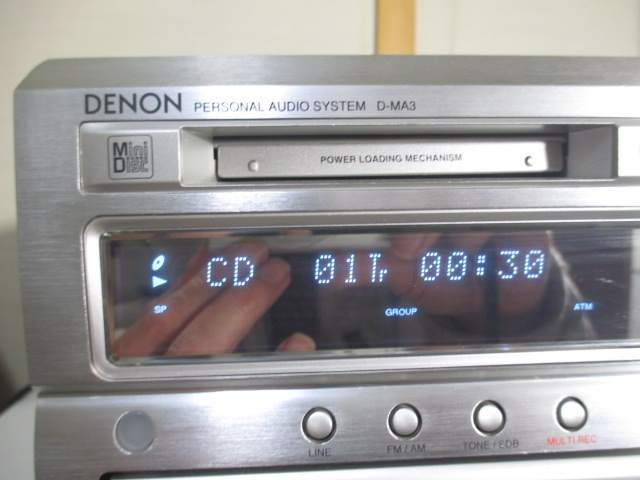 DENON PERSONAL AUDIO SYSTEM D-MA3
MD
POWER LOADING MECHANISM
CD 01Tr 00:30
SP GROUP ATM
LINE FM / AM TONE / SDB MULTI REC